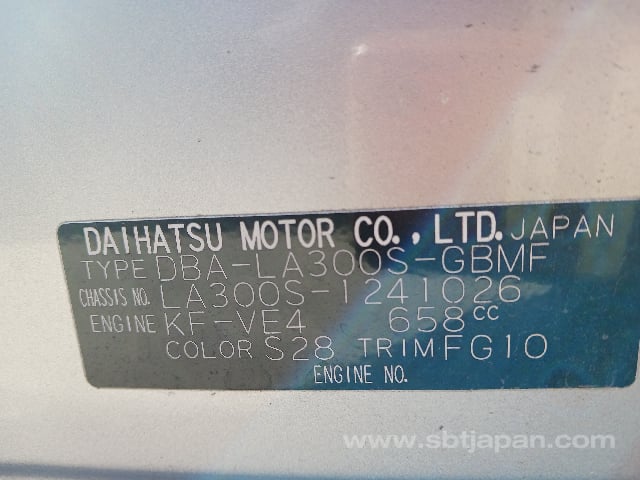 DAIHATSU MOTOR CO., LTD. JAPAN
TYPE DBA-LA300S-GBMF
CHASSIS NO. LA300S-1241026
ENGINE KF-VE4 658cc
COLOR S28 TRIM FG10
ENGINE NO.
www.sbtjapan.com